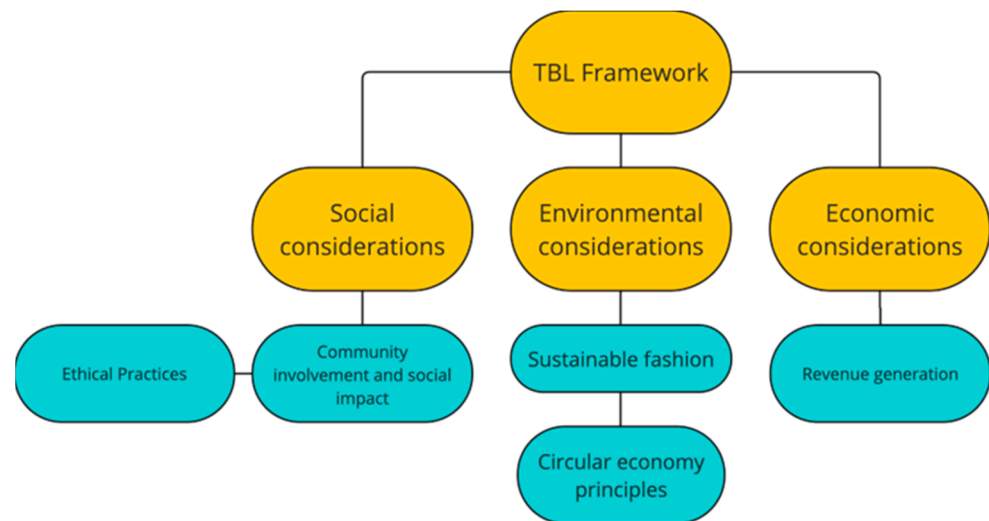 TBL Framework
Social
considerations
Environmental
considerations
Economic
considerations
Ethical Practices
Community
involvement and social
impact
Sustainable fashion
Revenue generation
Circular economy
principles